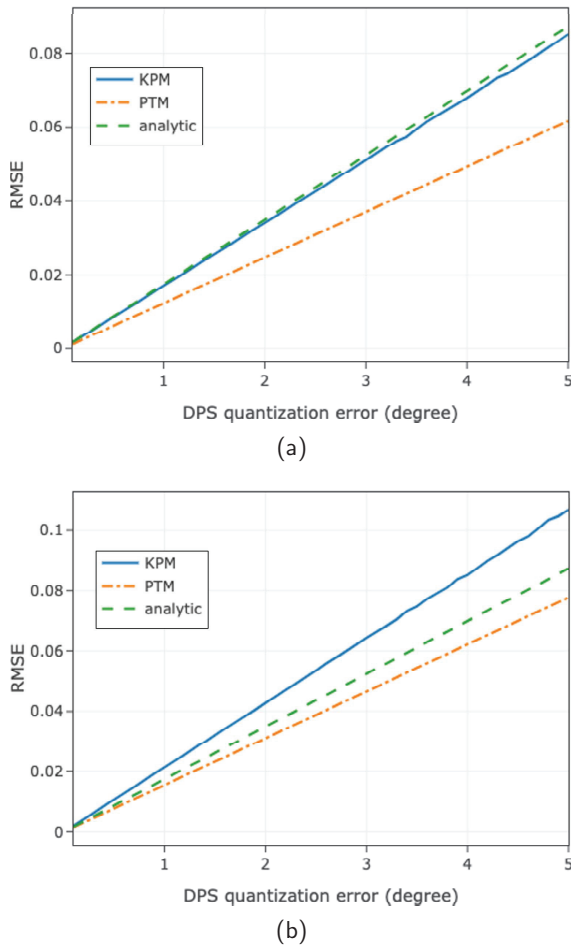 0.08
KPM
PTM
analytic
0.06
RMSE
0.04
0.02
0
1 2 3 4 5
DPS quantization error (degree)
(a)
0.1
KPM
PTM
analytic
0.08
0.06
RMSE
0.04
0.02
0
1 2 3 4 5
DPS quantization error (degree)
(b)